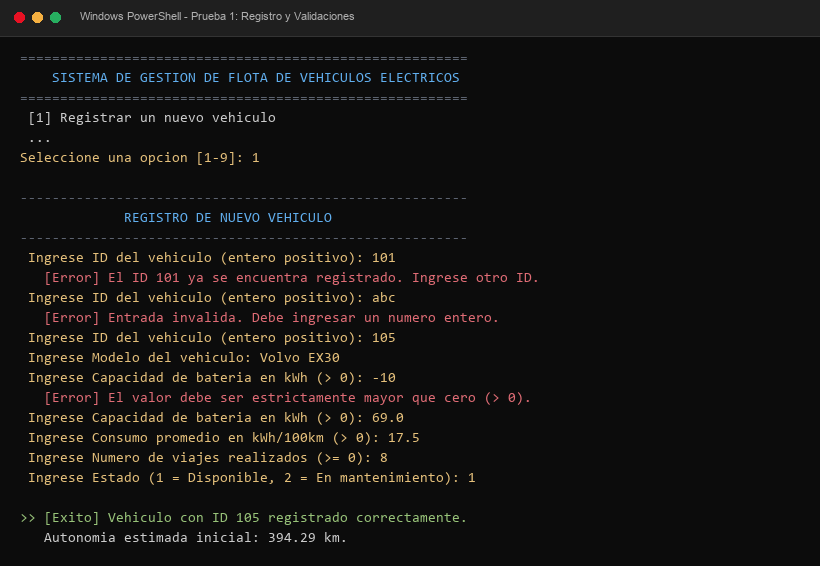 Windows PowerShell - Prueba 1: Registro y Validaciones
========================================================
SISTEMA DE GESTION DE FLOTA DE VEHICULOS ELECTRICOS
========================================================
[1] Registrar un nuevo vehiculo
...
Seleccione una opcion [1-9]: 1
--------------------------------------------------------
REGISTRO DE NUEVO VEHICULO
--------------------------------------------------------
Ingrese ID del vehiculo (entero positivo): 101
[Error] El ID 101 ya se encuentra registrado. Ingrese otro ID.
Ingrese ID del vehiculo (entero positivo): abc
[Error] Entrada invalida. Debe ingresar un numero entero.
Ingrese ID del vehiculo (entero positivo): 105
Ingrese Modelo del vehiculo: Volvo EX30
Ingrese Capacidad de bateria en kWh (> 0): -10
[Error] El valor debe ser estrictamente mayor que cero (> 0).
Ingrese Capacidad de bateria en kWh (> 0): 69.0
Ingrese Consumo promedio en kWh/100km (> 0): 17.5
Ingrese Numero de viajes realizados (>= 0): 8
Ingrese Estado (1 = Disponible, 2 = En mantenimiento): 1
>> [Exito] Vehiculo con ID 105 registrado correctamente.
Autonomia estimada inicial: 394.29 km.